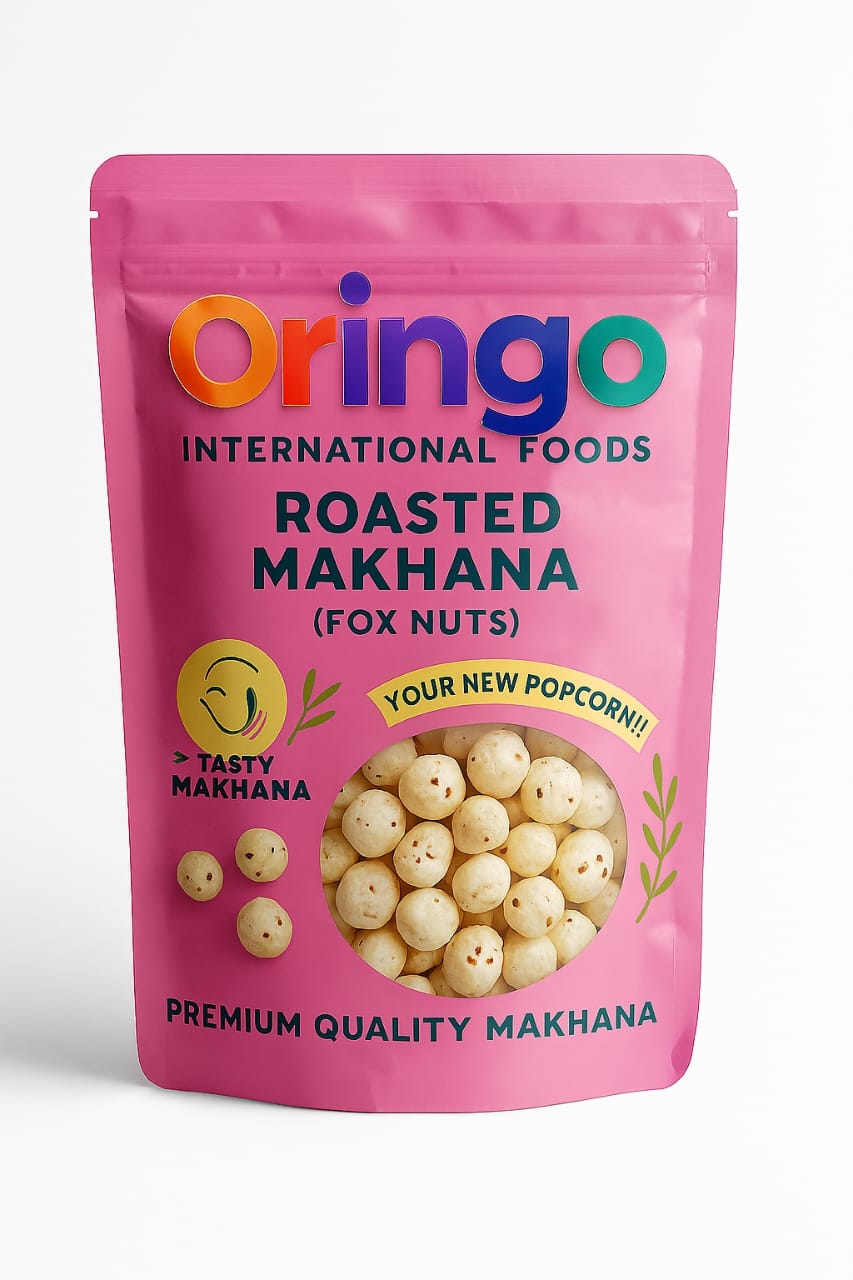 Oringo
INTERNATIONAL FOODS
ROASTED
MAKHANA
(FOX NUTS)
YOUR NEW POPCORN!!
> TASTY
MAKHANA
PREMIUM QUALITY MAKHANA